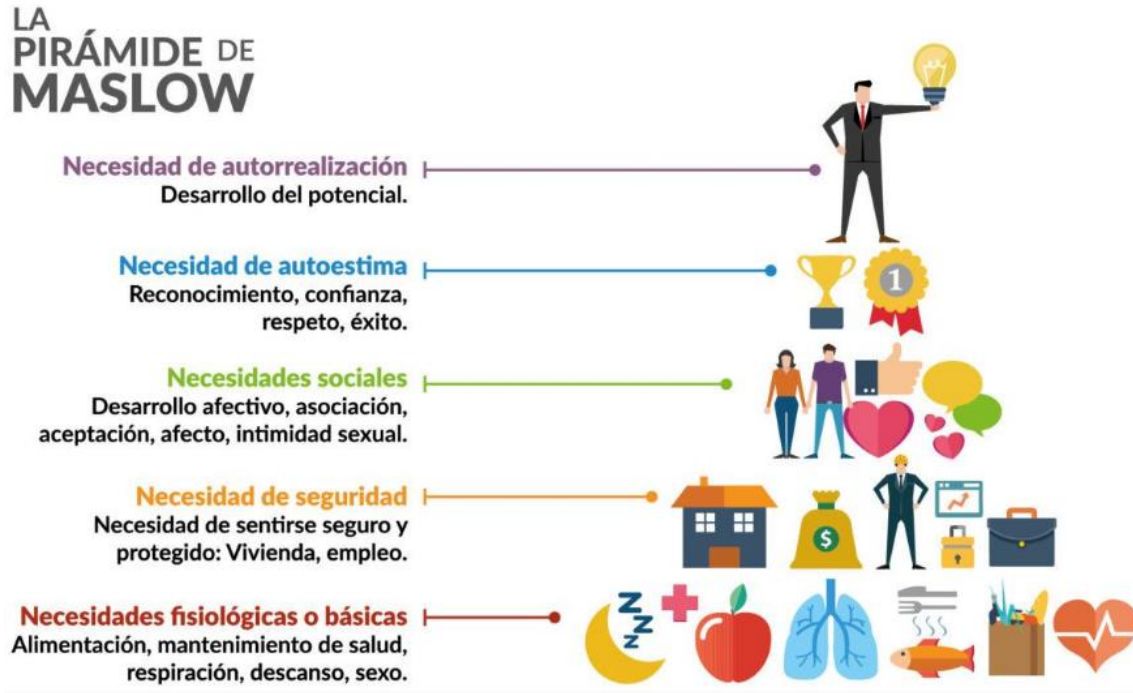 LA
PIRÁMIDE DE
MASLOW
Necesidad de autorrealización
Desarrollo del potencial.
Necesidad de autoestima
Reconocimiento, confianza,
respeto, éxito.
1
Necesidades sociales
Desarrollo afectivo, asociación,
aceptación, afecto, intimidad sexual.
Necesidad de seguridad
Necesidad de sentirse seguro y
protegido: Vivienda, empleo.
$
Necesidades fisiológicas o básicas
Alimentación, mantenimiento de salud,
respiración, descanso, sexo.
zzZZ